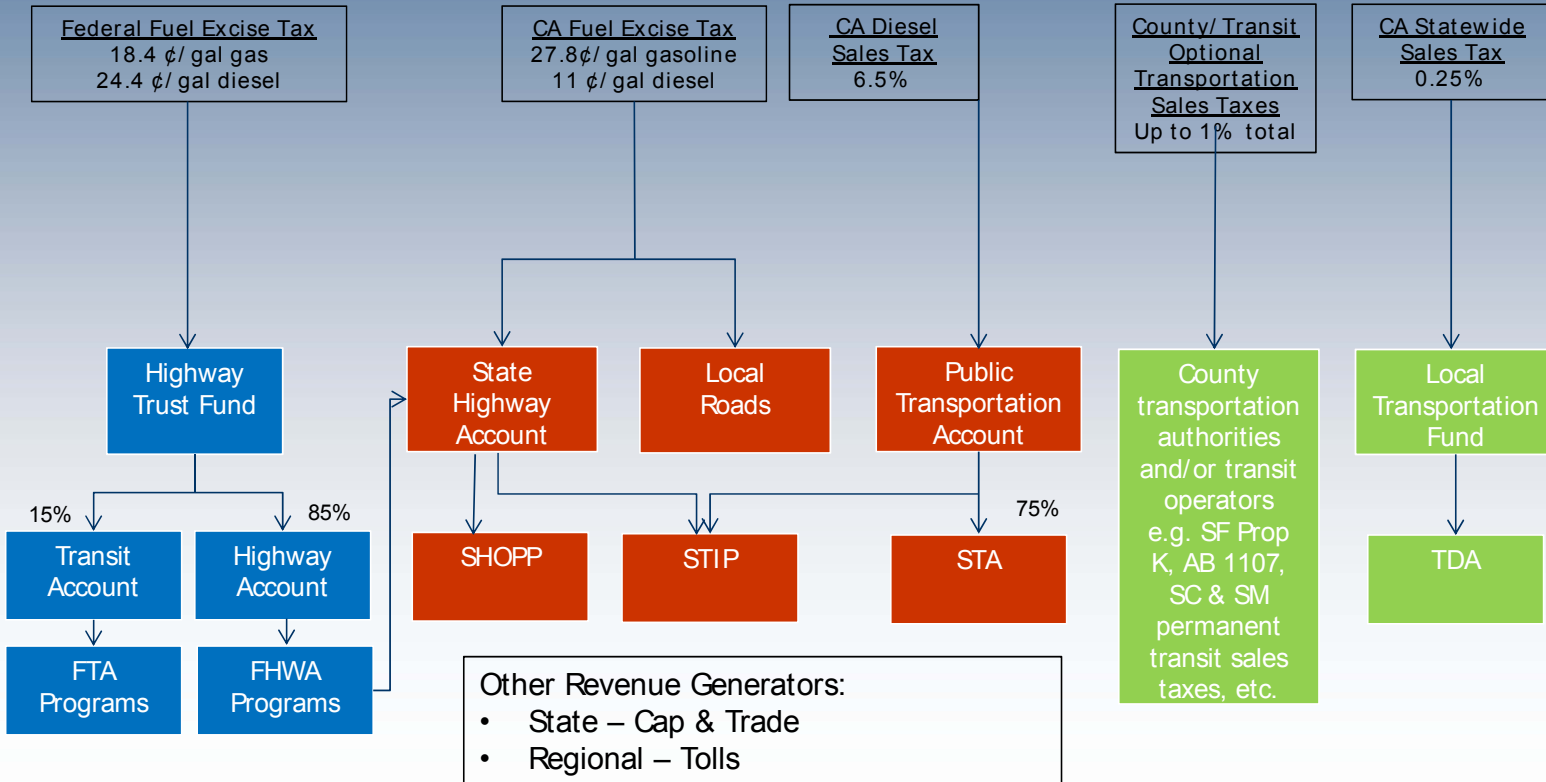 Federal Fuel Excise Tax
18.4 ¢/ gal gas
24.4 ¢/ gal diesel
CA Fuel Excise Tax
27.8¢/ gal gasoline
11 ¢/ gal diesel
CA Diesel
Sales Tax
6.5%
County/ Transit
Optional
Transportation
Sales Taxes
Up to 1% total
CA Statewide
Sales Tax
0.25%
Highway
Trust Fund
State
Highway
Account
Local
Roads
Public
Transportation
Account
County
transportation
authorities
and/or transit
operators
e.g. SF Prop
K, AB 1107,
SC & SM
permanent
transit sales
taxes, etc.
Local
Transportation
Fund
15%
85%
75%
Transit
Account
Highway
Account
SHOPP
STIP
STA
TDA
FTA
Programs
FHWA
Programs
Other Revenue Generators:
• State – Cap & Trade
• Regional – Tolls